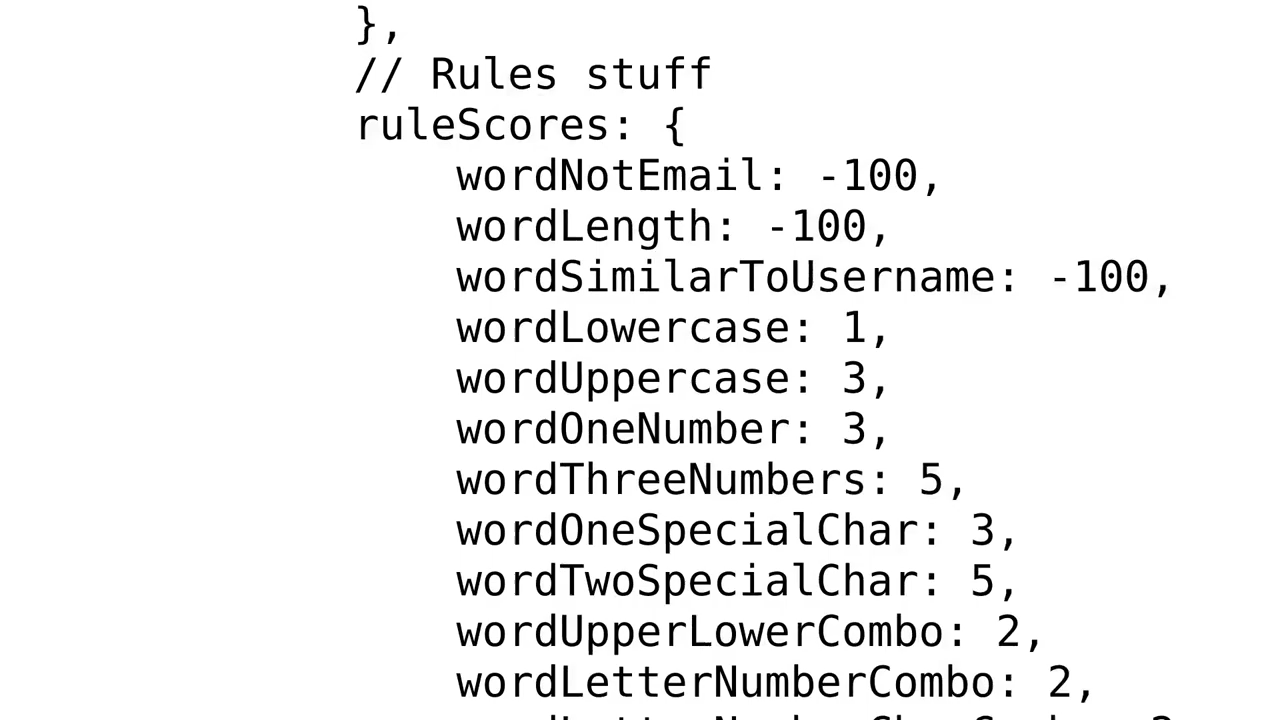 },
// Rules stuff
ruleScores: {
wordNotEmail: -100,
wordLength: -100,
wordSimilarToUsername: -100,
wordLowercase: 1,
wordUppercase: 3,
wordOneNumber: 3,
wordThreeNumbers: 5,
wordOneSpecialChar: 3,
wordTwoSpecialChar: 5,
wordUpperLowerCombo: 2,
wordLetterNumberCombo: 2,